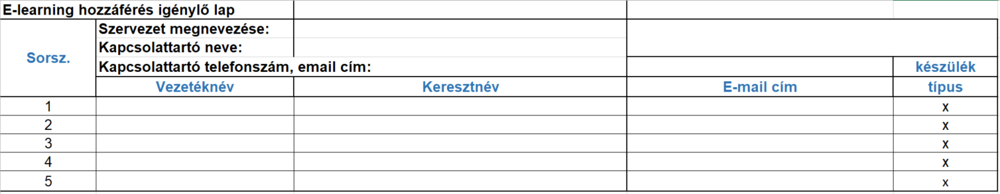 E-learning hozzáférés igénylő lap
Szervezet megnevezése:
Kapcsolattartó neve:
Sorsz.
Kapcsolattartó telefonszám, email cím:
készülék
Vezetéknév Keresztnév E-mail cím típus
1 x
2 x
3 x
4 x
5 x